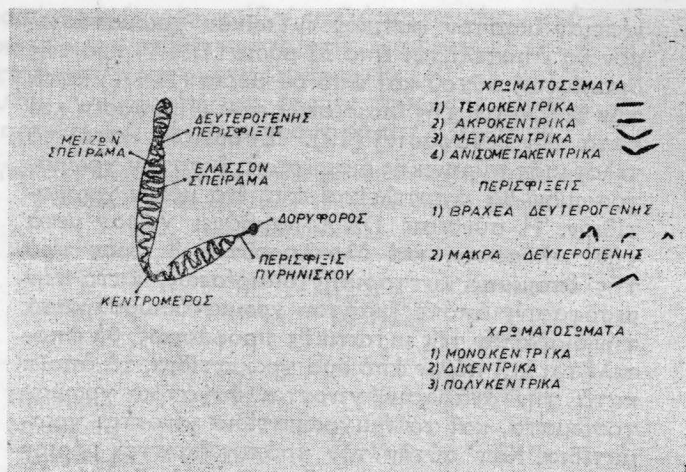 ΔΕΥΤΕΡΟΓΕΝΗΣ
ΠΕΡΙΣΦΙΞΙΣ
ΜΕΙΖΩΝ
ΣΠΕΙΡΑΜΑ
ΕΛΑΣΣΟΝ
ΣΠΕΙΡΑΜΑ
ΔΟΡΥΦΟΡΟΣ
ΠΕΡΙΣΦΙΞΙΣ
ΠΥΡΗΝΙΣΚΟΥ
ΚΕΝΤΡΟΜΕΡΟΣ
ΧΡΩΜΑΤΟΣΩΜΑΤΑ
1) ΤΕΛΟΚΕΝΤΡΙΚΑ
2) ΑΚΡΟΚΕΝΤΡΙΚΑ
3) ΜΕΤΑΚΕΝΤΡΙΚΑ
4) ΑΝΙΣΟΜΕΤΑΚΕΝΤΡΙΚΑ
ΠΕΡΙΣΦΙΞΕΙΣ
1) ΒΡΑΧΕΑ ΔΕΥΤΕΡΟΓΕΝΗΣ
2) ΜΑΚΡΑ ΔΕΥΤΕΡΟΓΕΝΗΣ
ΧΡΩΜΑΤΟΣΩΜΑΤΑ
1) ΜΟΝΟΚΕΝΤΡΙΚΑ
2) ΔΙΚΕΝΤΡΙΚΑ
3) ΠΟΛΥΚΕΝΤΡΙΚΑ